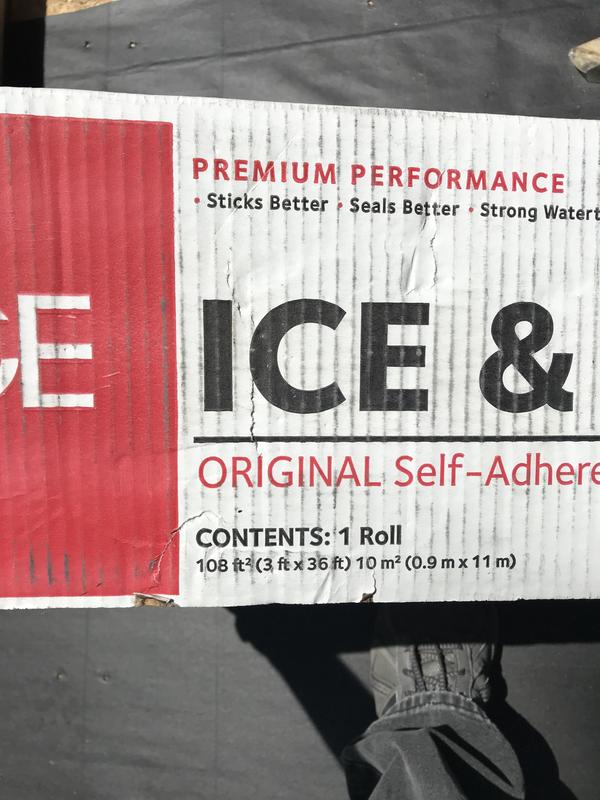 PREMIUM PERFORMANCE
• Sticks Better • Seals Better • Strong Watert
CE
ICE &
ORIGINAL Self-Adhere
CONTENTS: 1 Roll
108 ft² (3 ft x 36 ft) 10 m² (0.9 m x 11 m)